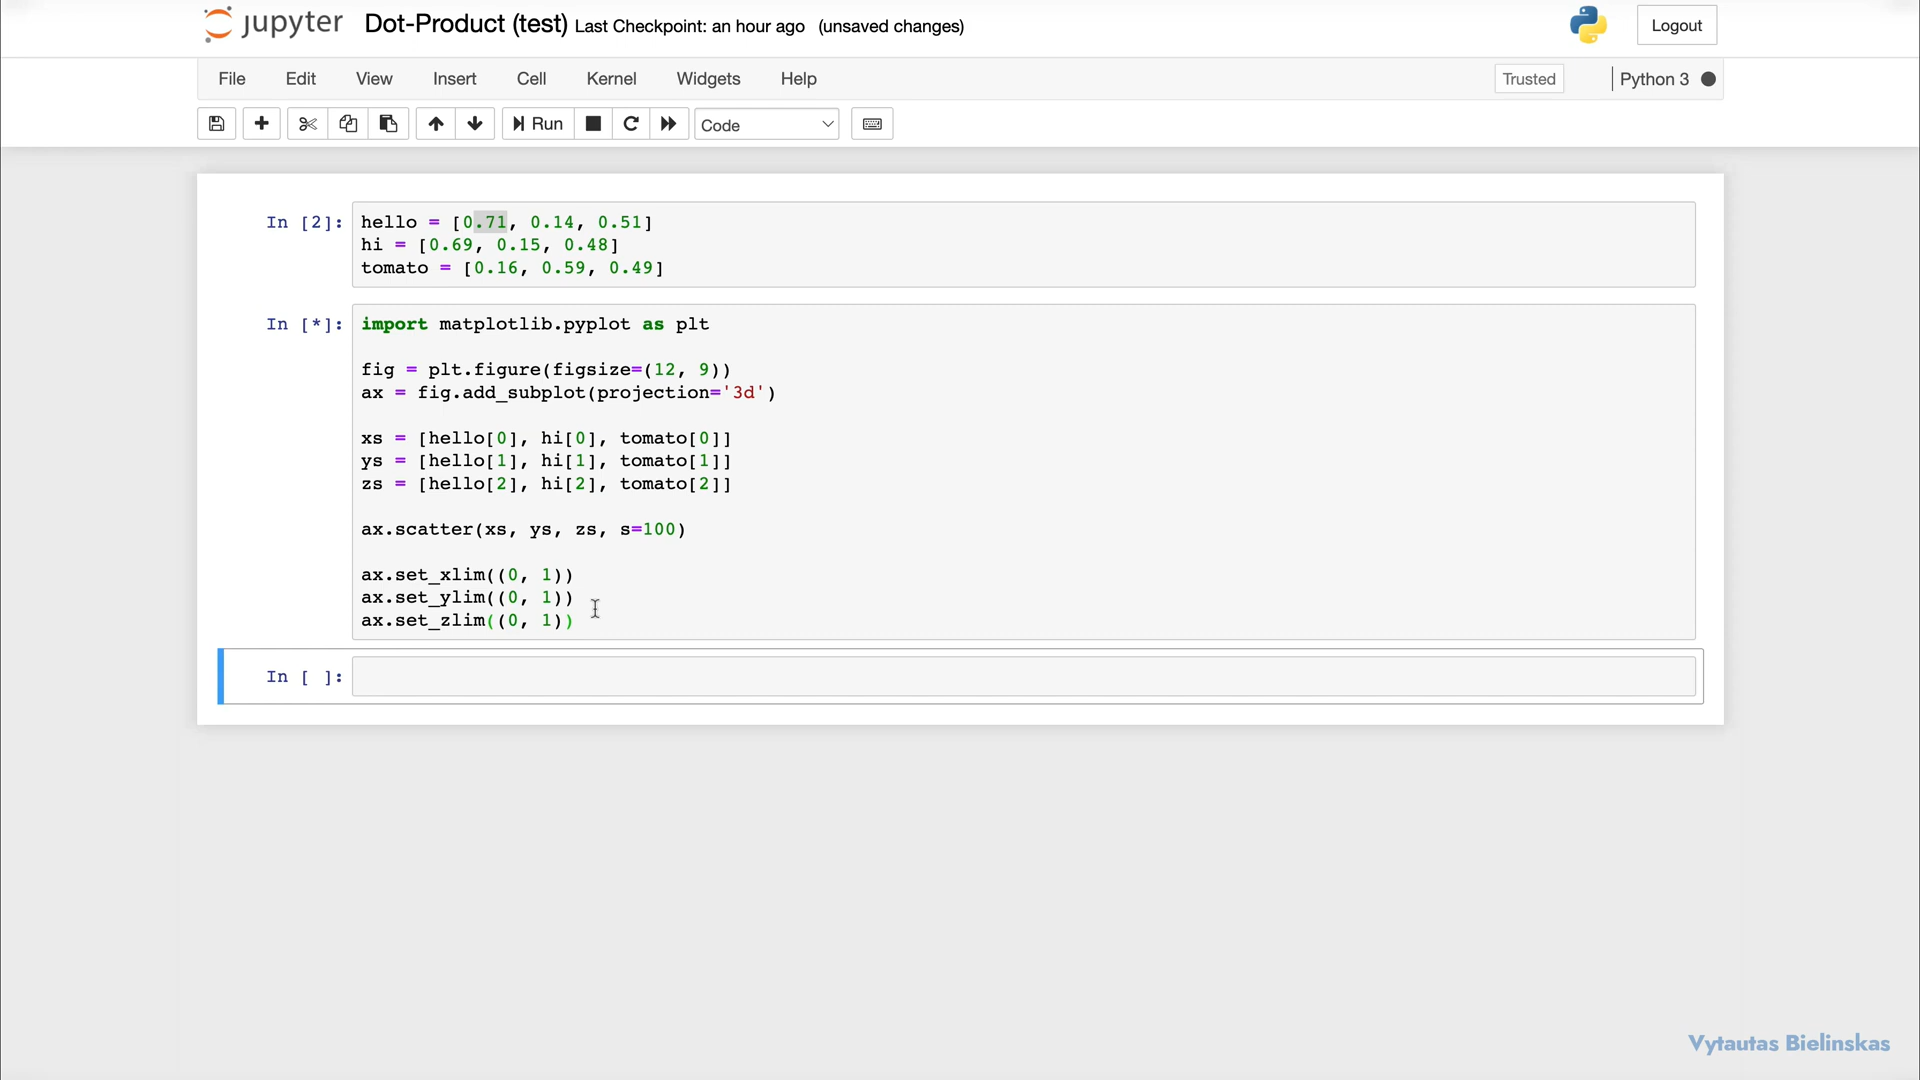 jupyter Dot-Product (test) Last Checkpoint: an hour ago (unsaved changes) Logout
File Edit View Insert Cell Kernel Widgets Help Trusted Python 3
Run Code
In [2]: hello = [0.71, 0.14, 0.51]
hi = [0.69, 0.15, 0.48]
tomato = [0.16, 0.59, 0.49]
In [*]: import matplotlib.pyplot as plt
fig = plt.figure(figsize=(12, 9))
ax = fig.add_subplot(projection='3d')
xs = [hello[0], hi[0], tomato[0]]
ys = [hello[1], hi[1], tomato[1]]
zs = [hello[2], hi[2], tomato[2]]
ax.scatter(xs, ys, zs, s=100)
ax.set_xlim((0, 1))
ax.set_ylim((0, 1))
ax.set_zlim((0, 1))
In [ ]:
Vytautas Bielinskas